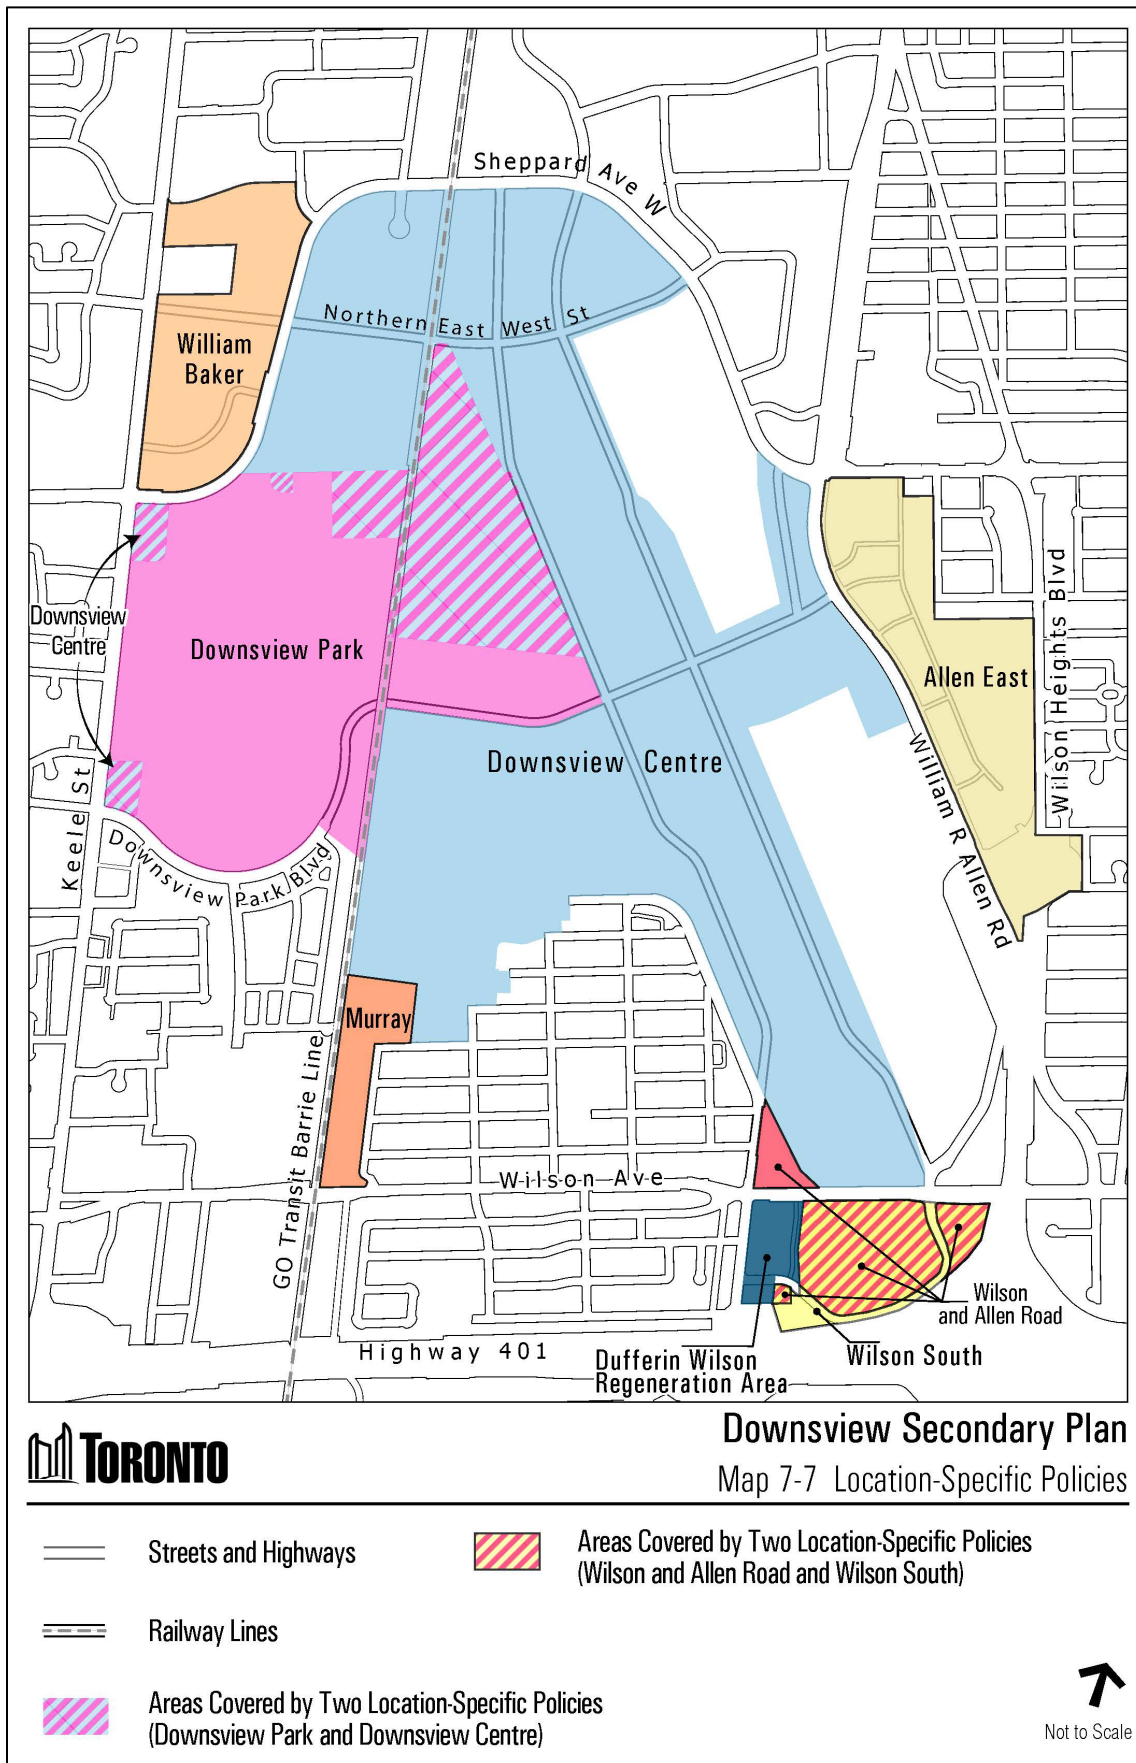 Sheppard Ave W
Northern East West St
William
Baker
Downsview
Centre
Downsview Park
Allen East
Wilson Heights Blvd
Downsview Centre
William R Allen Rd
Keele St
Downsview Park Blvd
Murray
GO Transit Barrie Line
Wilson Ave
Wilson
and Allen Road
Highway 401
Dufferin Wilson
Regeneration Area
Wilson South
TORONTO
Downsview Secondary Plan
Map 7-7 Location-Specific Policies
Streets and Highways
Areas Covered by Two Location-Specific Policies
(Wilson and Allen Road and Wilson South)
Railway Lines
Areas Covered by Two Location-Specific Policies
(Downsview Park and Downsview Centre)
Not to Scale